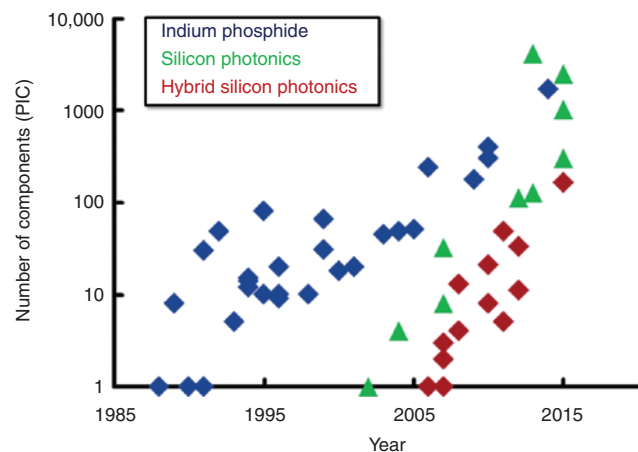 Indium phosphide
Silicon photonics
Hybrid silicon photonics
Number of components (PIC)
10,000
1000
100
10
1
1985
1995
2005
2015
Year